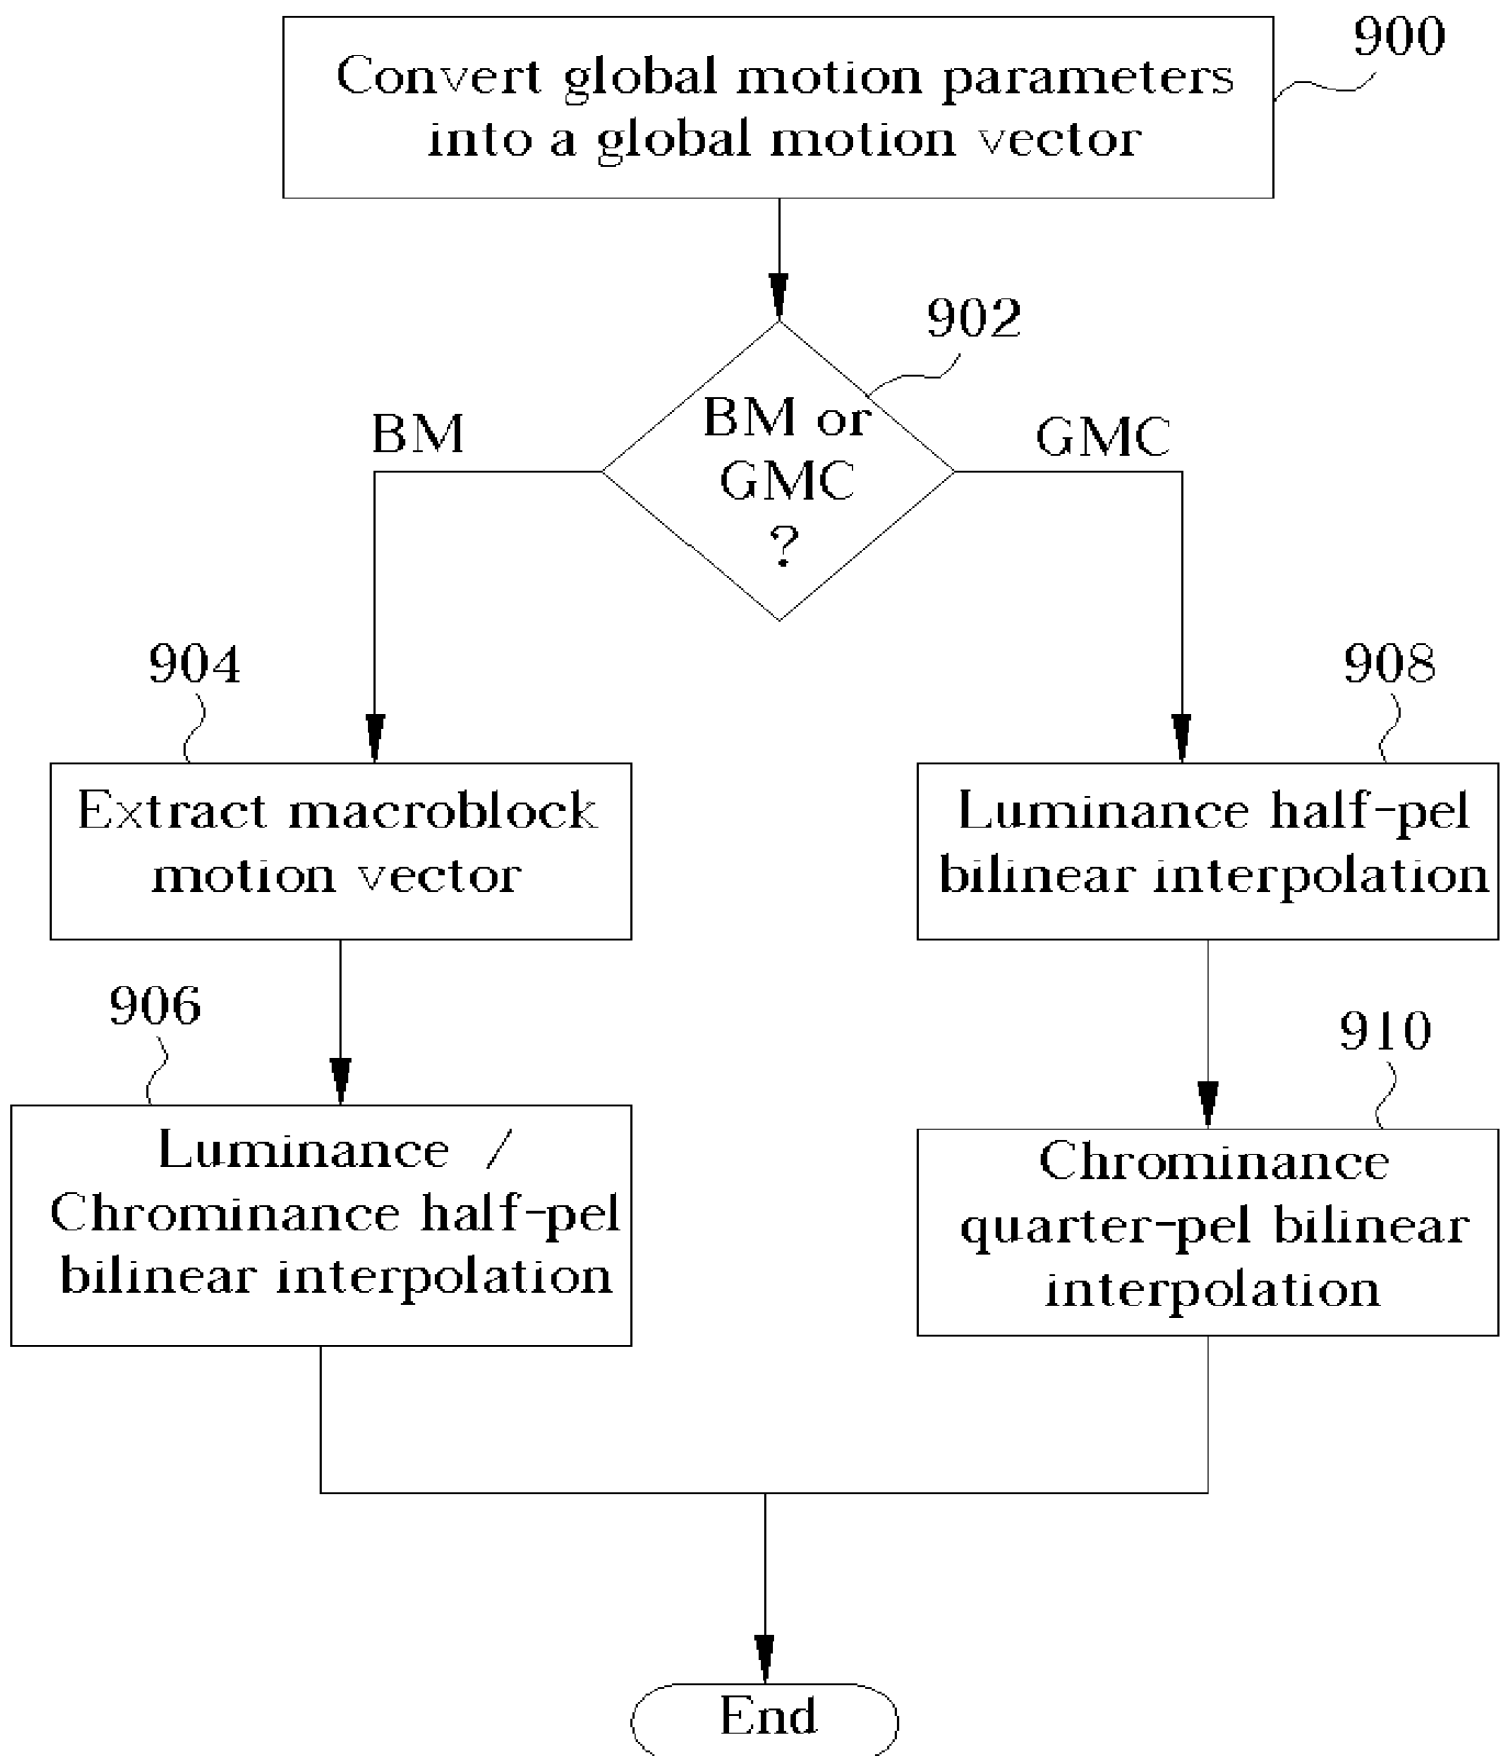 900
Convert global motion parameters
into a global motion vector
902
BM or
GMC
?
BM
GMC
904
Extract macroblock
motion vector
906
Luminance /
Chrominance half-pel
bilinear interpolation
908
Luminance half-pel
bilinear interpolation
910
Chrominance
quarter-pel bilinear
interpolation
End